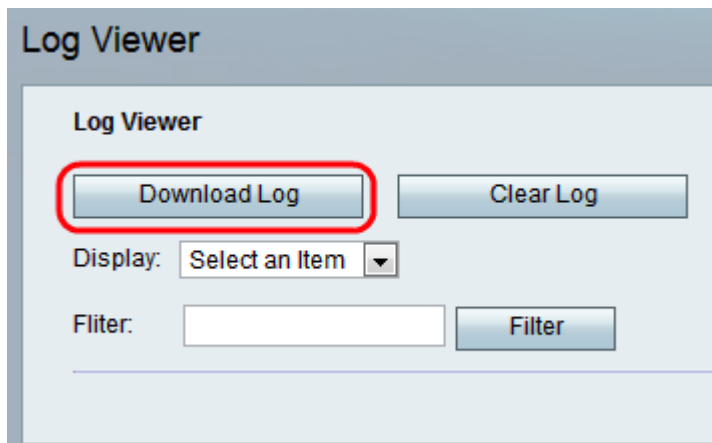 Log Viewer
Log Viewer
Download Log Clear Log
Display: Select an Item
Fliter: Filter